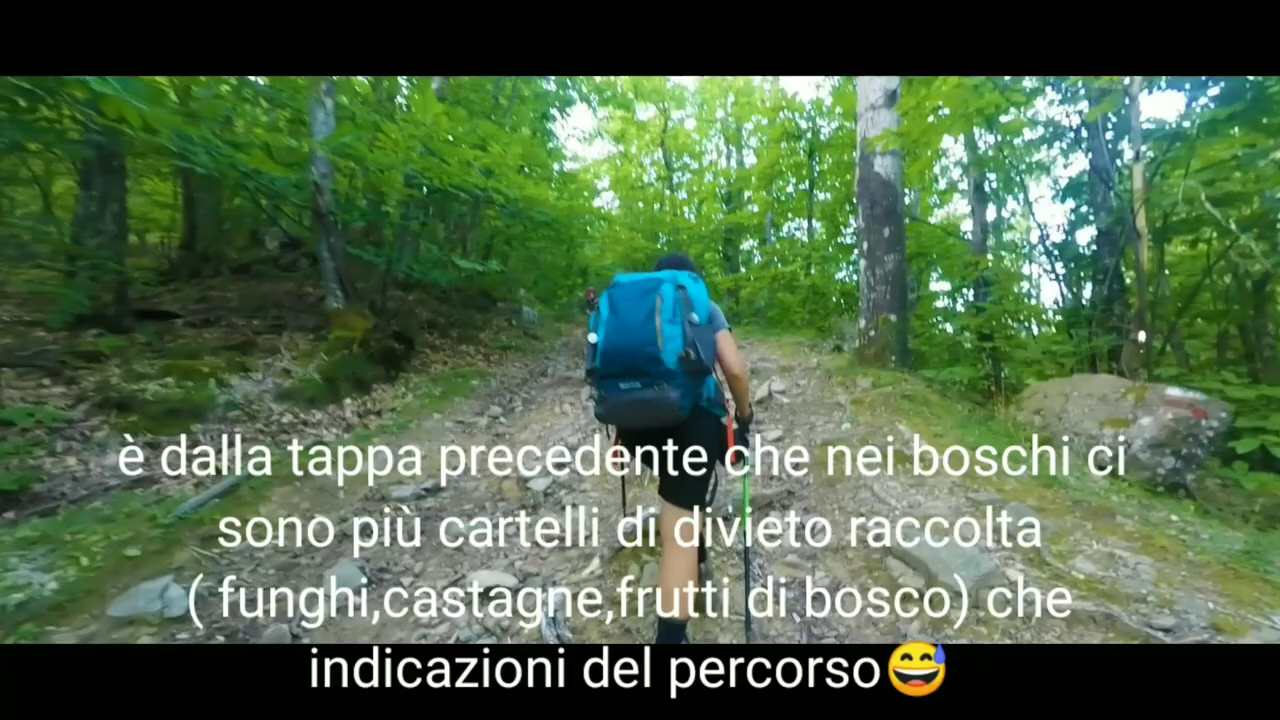 è dalla tappa precedente che nei boschi ci
sono più cartelli di divieto raccolta
( funghi,castagne,frutti di bosco) che
indicazioni del percorso😅